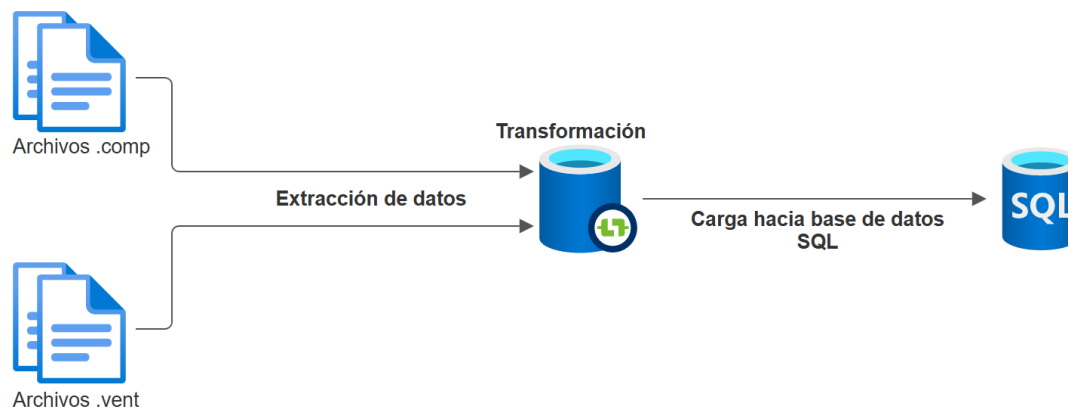 Archivos .comp
Transformación
Extracción de datos
Carga hacia base de datos
SQL
SQL
Archivos .vent